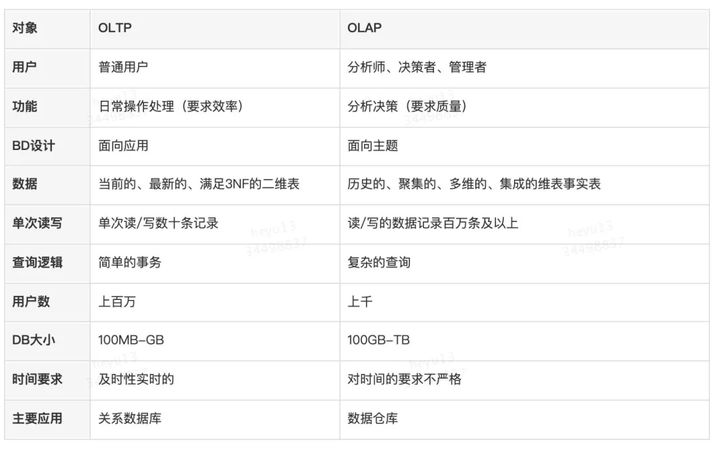 对象 OLTP OLAP
用户 普通用户 分析师、决策者、管理者
功能 日常操作处理（要求效率） 分析决策（要求质量）
BD设计 面向应用 面向主题
数据 当前的、最新的、满足3NF的二维表 历史的、聚集的、多维的、集成的维表事实表
单次读写 单次读/写数十条记录 读/写的数据记录百万条及以上
查询逻辑 简单的事务 复杂的查询
用户数 上百万 上千
DB大小 100MB-GB 100GB-TB
时间要求 及时性实时的 对时间的要求不严格
主要应用 关系数据库 数据仓库